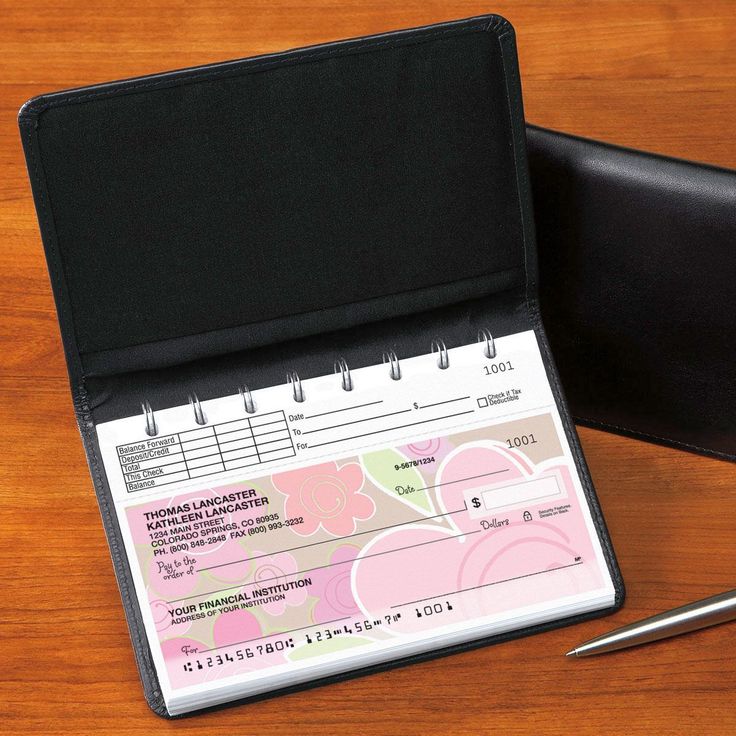 1001
Balance Forward
Deposit/Credit
Total
This Check
Balance
Date
To $
For
Check if Tax
Deductible
1001
9-5678/1234
THOMAS LANCASTER
KATHLEEN LANCASTER
1234 MAIN STREET
COLORADO SPRINGS, CO 80935
PH. (800) 848-2848 FAX (800) 993-3232
Date
Pay to the
order of $
Dollars Security Features.
Details on Back.
MP
YOUR FINANCIAL INSTITUTION
ADDRESS OF YOUR INSTITUTION
For
⑆123456780⑆ 123⑉456⑈7⑈ 1001